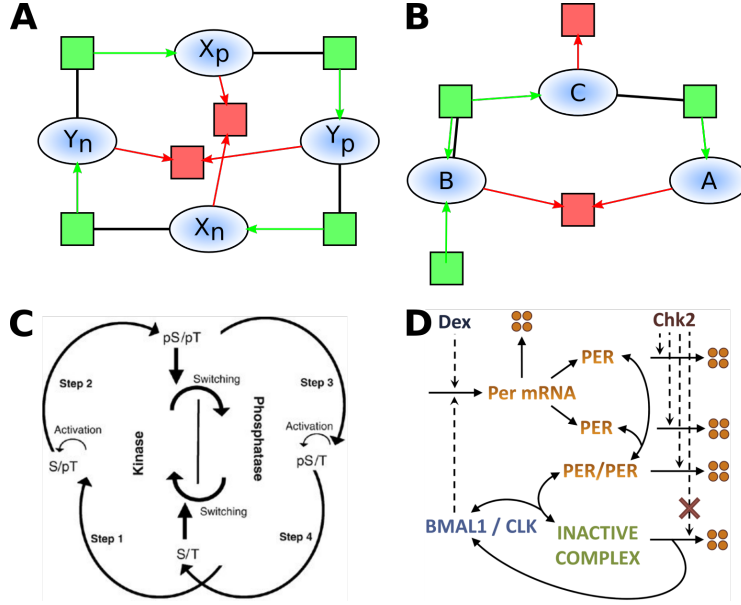 A
Xp
Yn
Yp
Xn
B
C
B
A
C
pS/pT
Step 2
Switching
Step 3
Activation
Kinase
Phosphatase
Activation
S/pT
pS/T
Switching
Step 1
S/T
Step 4
D
Dex
Chk2
PER
Per mRNA
PER
PER/PER
BMAL1 / CLK
INACTIVE
COMPLEX